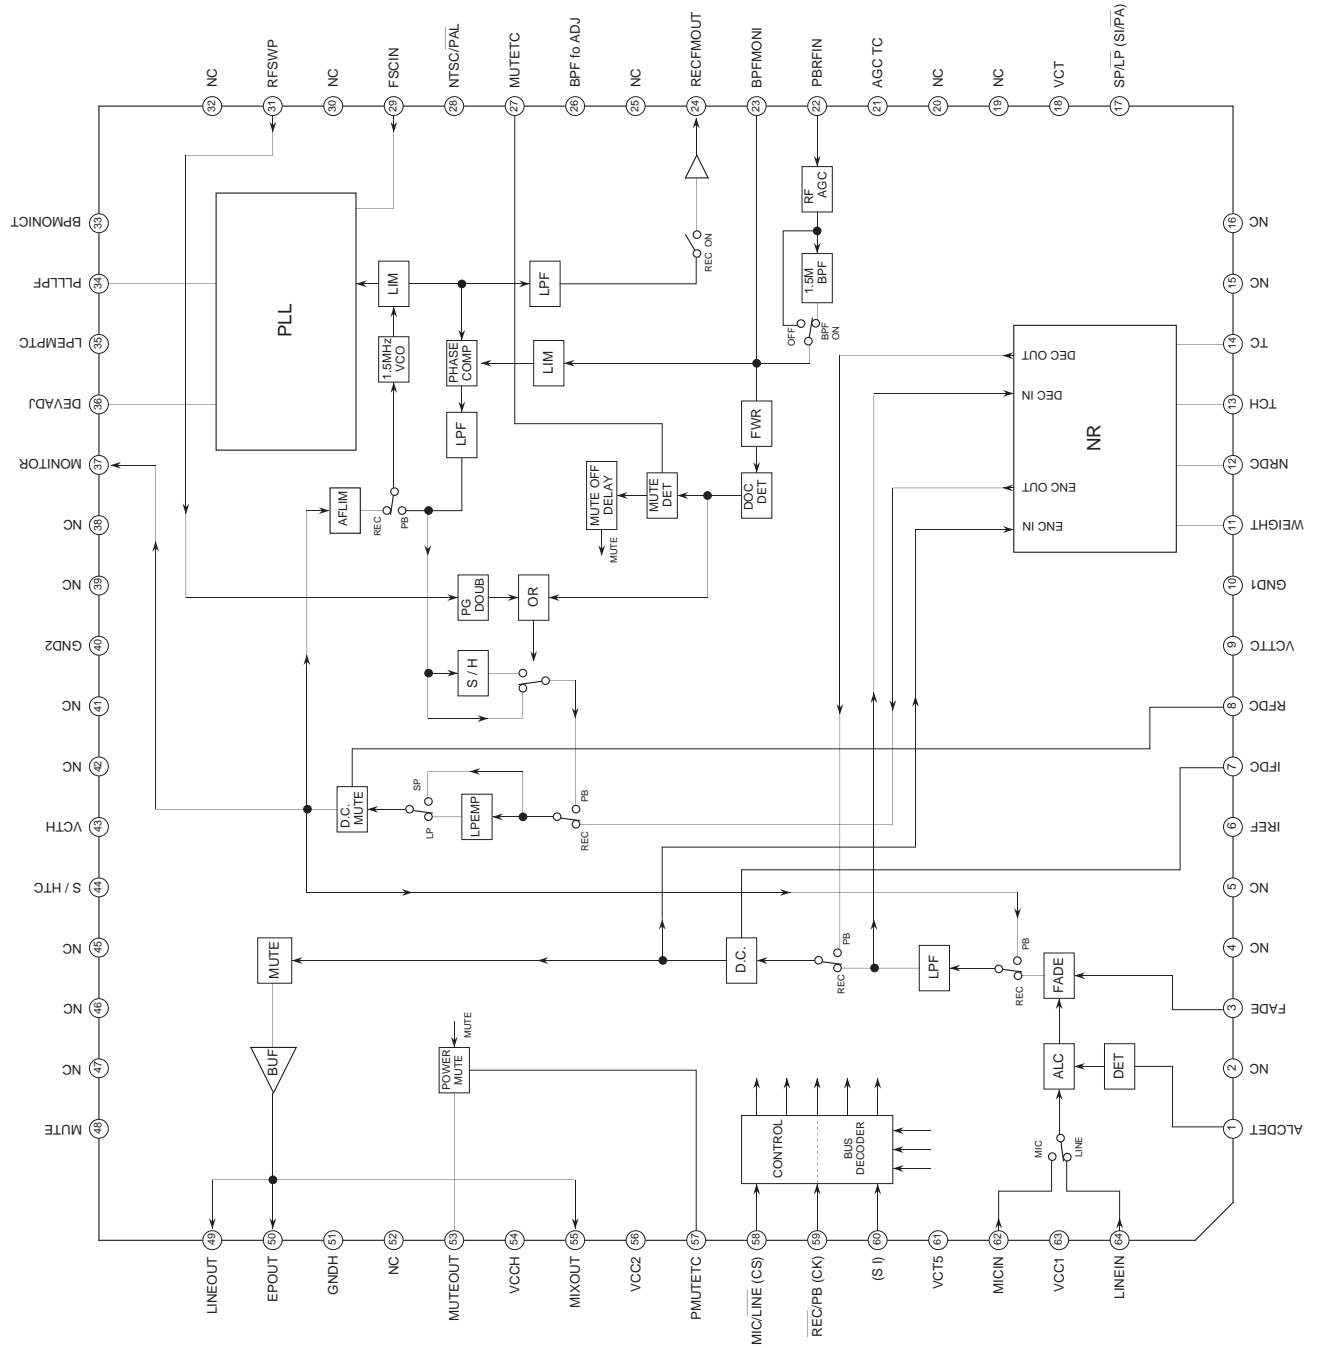 NC
RFSWP
NC
FSCIN
NTSC/PAL
MUTETC
BPF fo ADJ
NC
RECFMOUT
BPFMONI
PBRFIN
AGC TC
NC
NC
VCT
SP/LP (SI/PA)
32
31
30
29
28
27
26
25
24
23
22
21
20
19
18
17
BPMONICT
33
PLLLPF
34
LPEMPTC
35
DEVADJ
36
MONITOR
37
NC
38
NC
39
GND2
40
NC
41
NC
42
VCTH
43
S / HTC
44
NC
45
NC
46
NC
47
MUTE
48
16
NC
15
NC
14
TC
13
TCH
12
NRDC
11
WEIGHT
10
GND1
9
VCTTC
8
RFDC
7
IFDC
6
IREF
5
NC
4
NC
3
FADE
2
NC
1
ALCDET
PLL
LIM
LPF
REC ON
RF
AGC
1.5M
BPF
OFF
BPF
ON
1.5MHz
VCO
PHASE
COMP
LIM
LPF
FWR
AFLIM
REC
PB
MUTE OFF
DELAY
MUTE
MUTE
DET
DOC
DET
NR
DEC OUT
DEC IN
ENC OUT
ENC IN
PG
DOUB
OR
S / H
D.C.
MUTE
SP
LP
LPEMP
PB
REC
MUTE
D.C.
PB
REC
LPF
PB
REC
FADE
BUF
MUTE
POWER
MUTE
ALC
DET
CONTROL
BUS
DECODER
MIC
LINE
49
50
51
52
53
54
55
56
57
58
59
60
61
62
63
64
LINEOUT
EPOUT
GNDH
NC
MUTEOUT
VCCH
MIXOUT
VCC2
PMUTETC
MIC/LINE (CS)
REC/PB (CK)
(S I)
VCT5
MICIN
VCC1
LINEIN